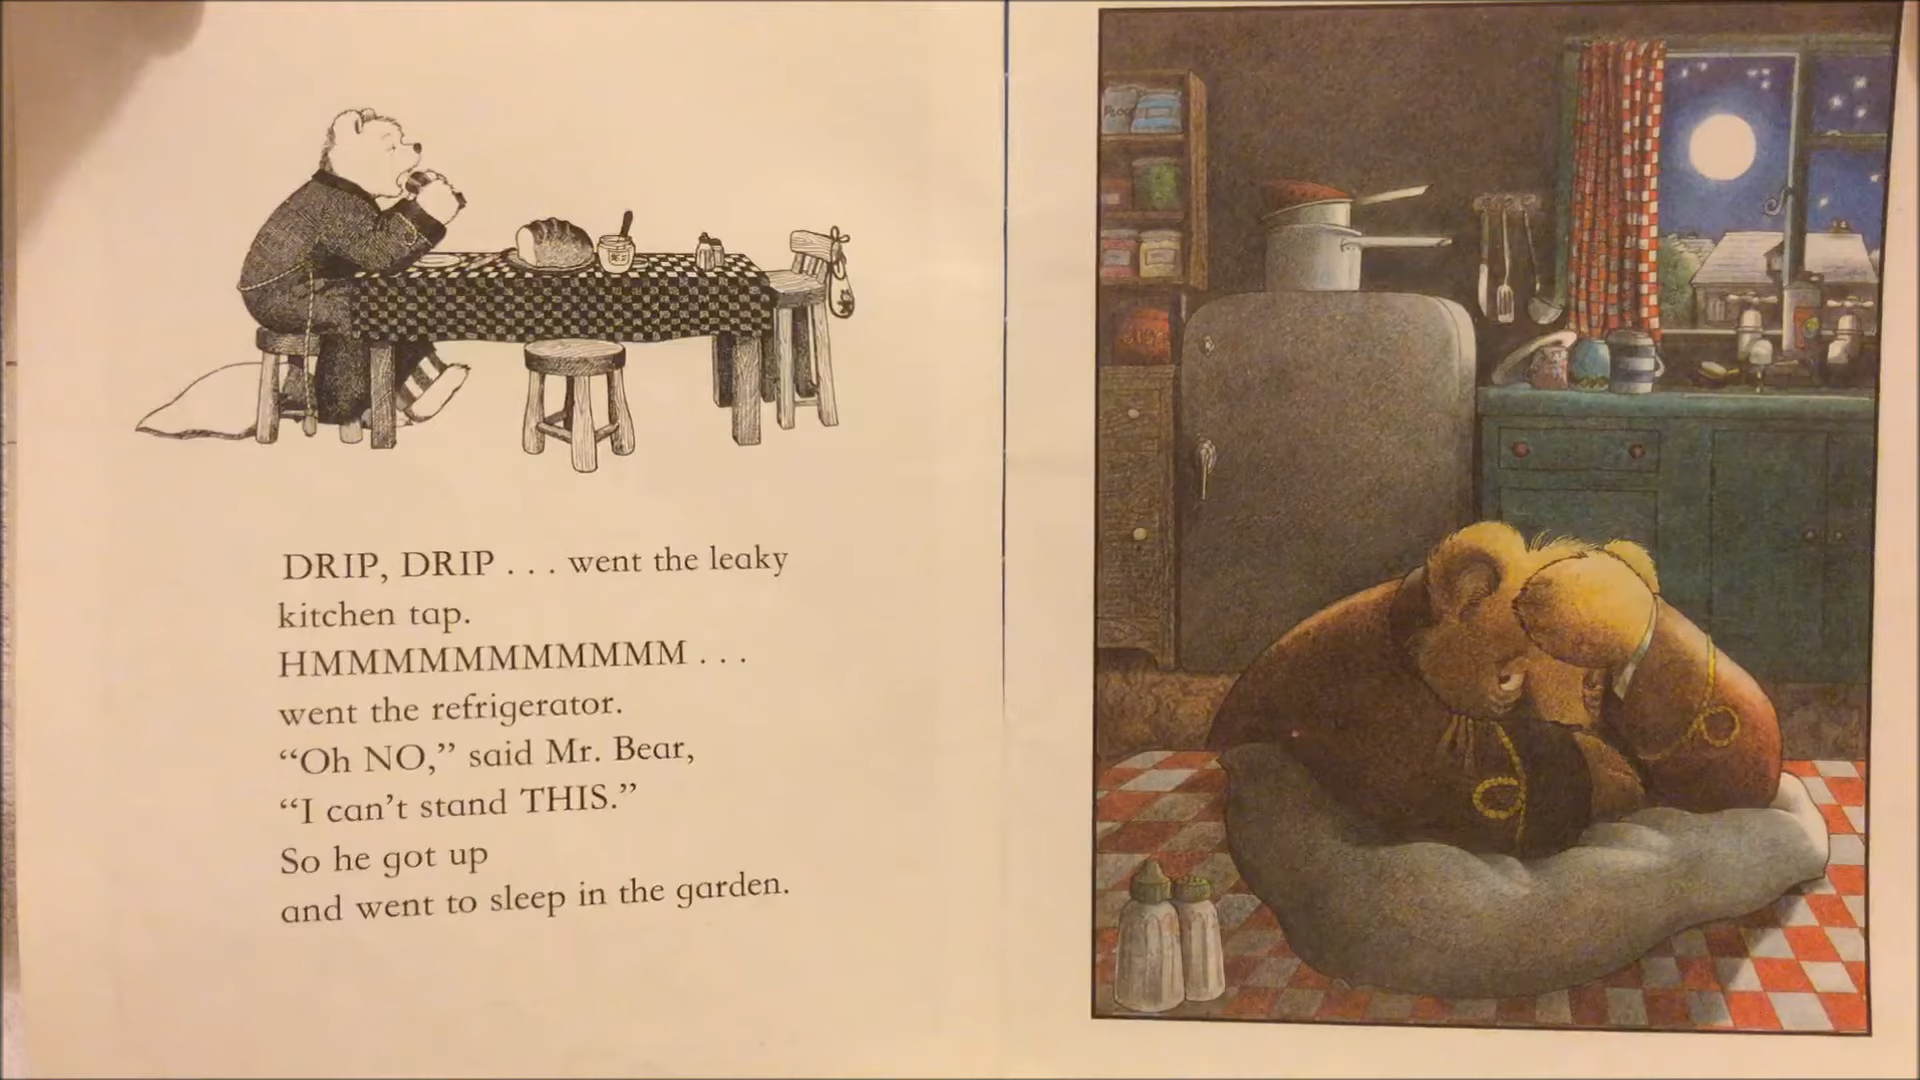 DRIP, DRIP . . . went the leaky
kitchen tap.
HMMMMMMMMMMMM . . .
went the refrigerator.
“Oh NO,” said Mr. Bear,
“I can’t stand THIS.”
So he got up
and went to sleep in the garden.